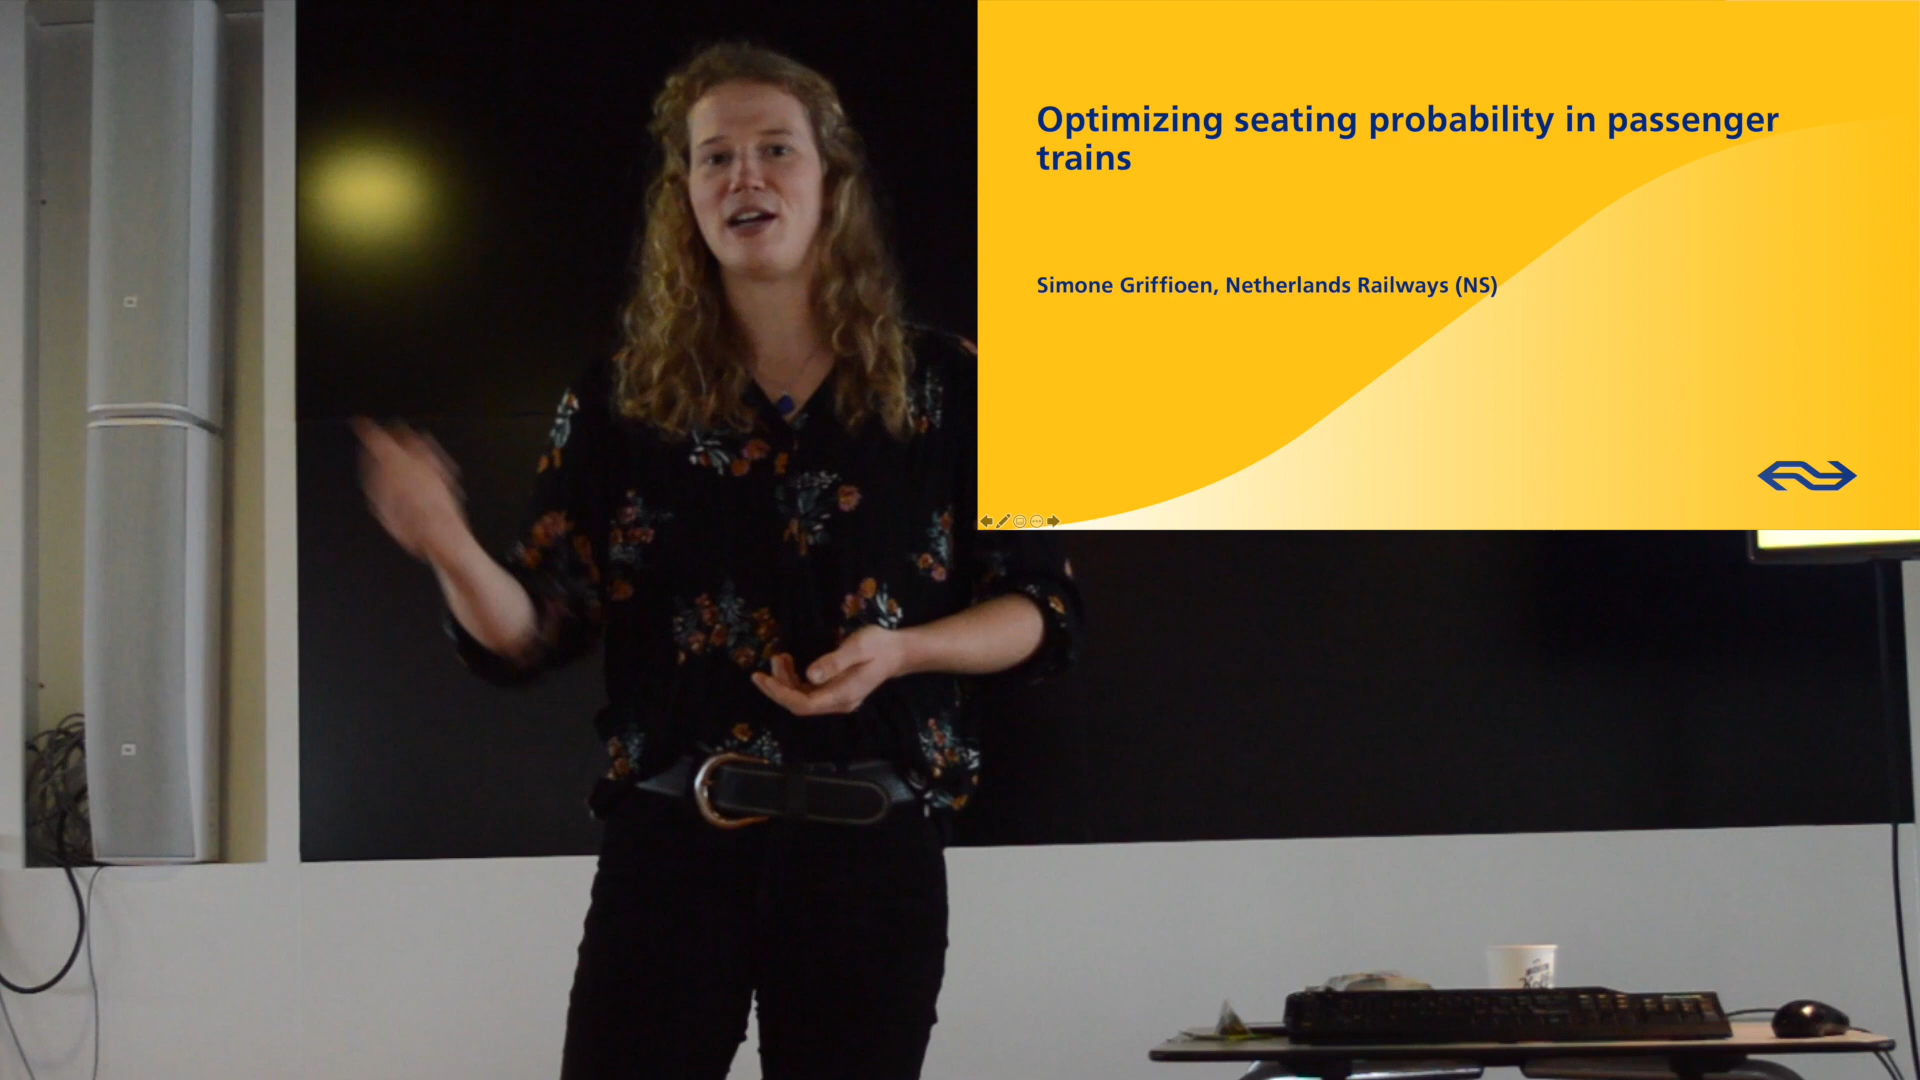 Optimizing seating probability in passenger
trains
Simone Griffioen, Netherlands Railways (NS)